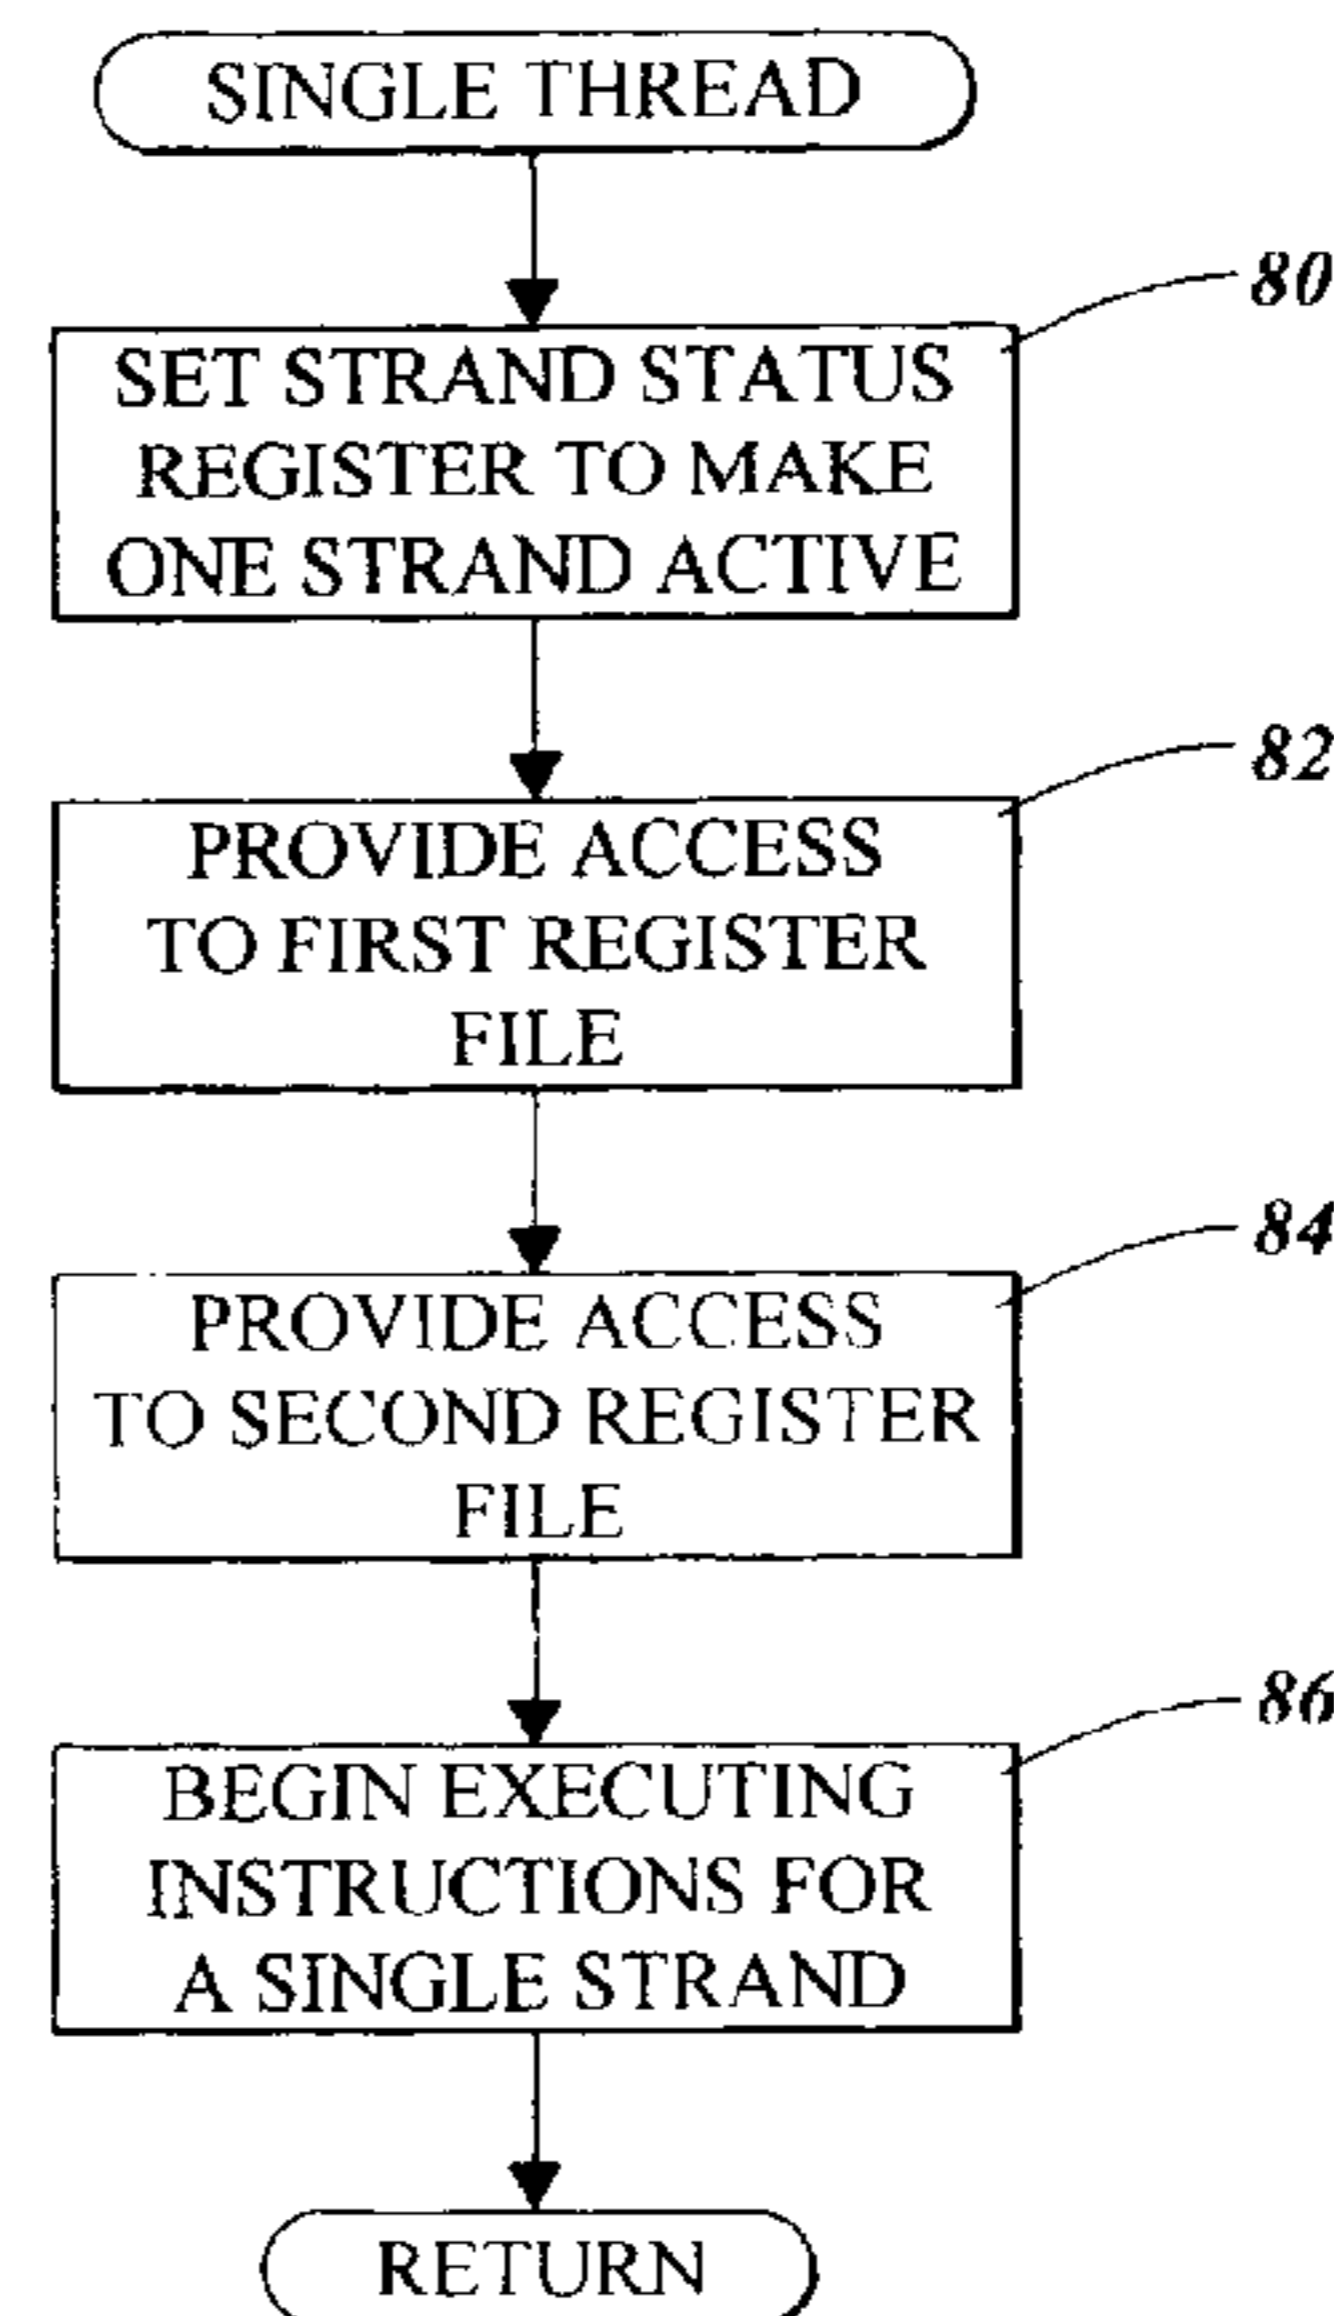 SINGLE THREAD
80
SET STRAND STATUS
REGISTER TO MAKE
ONE STRAND ACTIVE
82
PROVIDE ACCESS
TO FIRST REGISTER
FILE
84
PROVIDE ACCESS
TO SECOND REGISTER
FILE
86
BEGIN EXECUTING
INSTRUCTIONS FOR
A SINGLE STRAND
RETURN